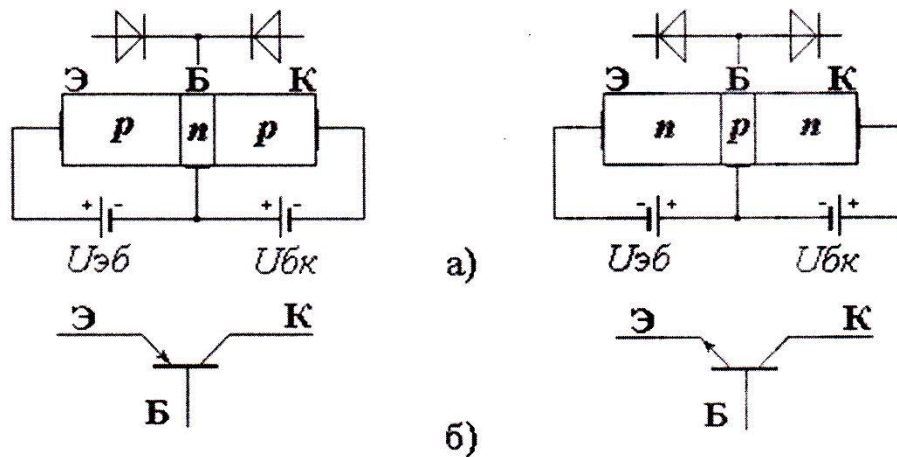 Э Б К Э Б К
p n p n p n
+ - + - - + - +
Uэб Uбк а) Uэб Uбк
Э К Э К
Б Б
б)